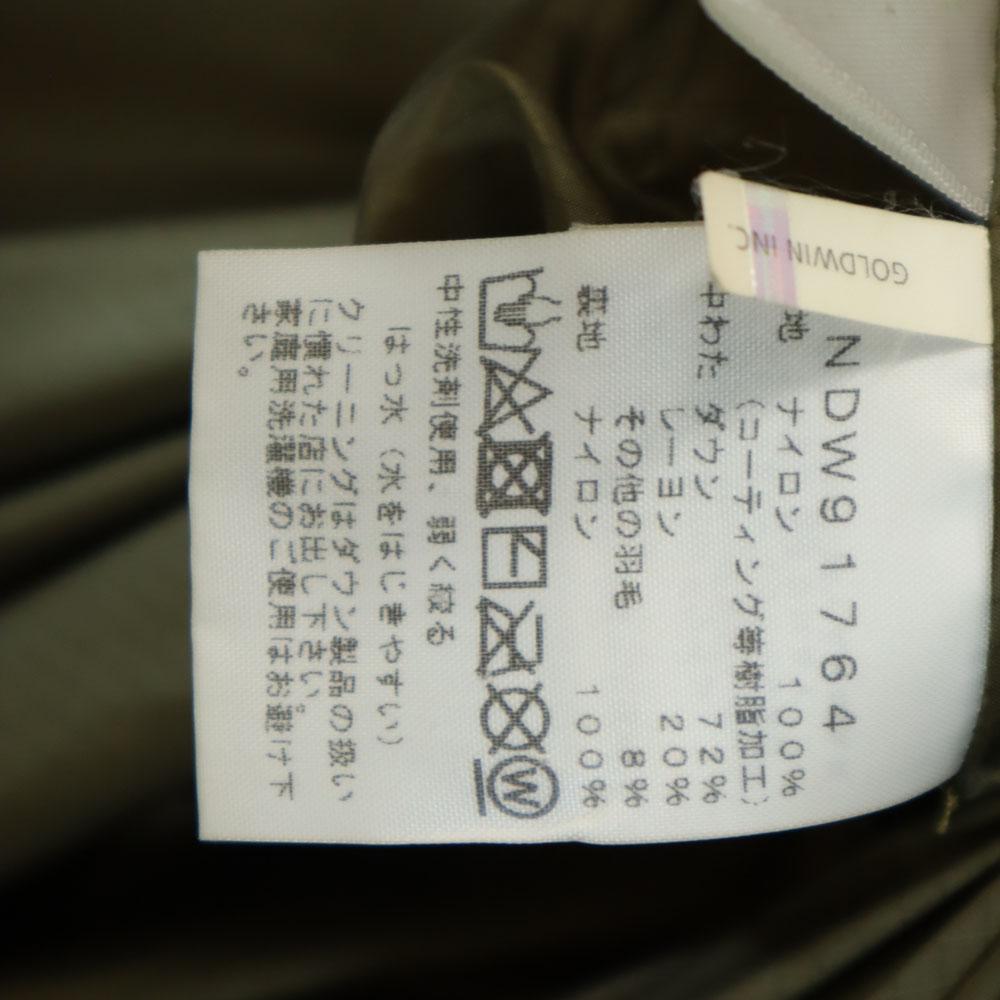 GOLDWIN INC.
NDW91764
地 ナイロン 100%
(コーティング等樹脂加工)
中わた ダウン 72%
レーヨン 20%
その他の羽毛 8%
裏地 ナイロン 100%
W
中性洗剤使用、弱く絞る
はっ水(水をはじきやすい)
クリーニングはダウン製品の扱い
に慣れた店にお出し下さい。
家庭用洗濯機のご使用はお避け下
さい。